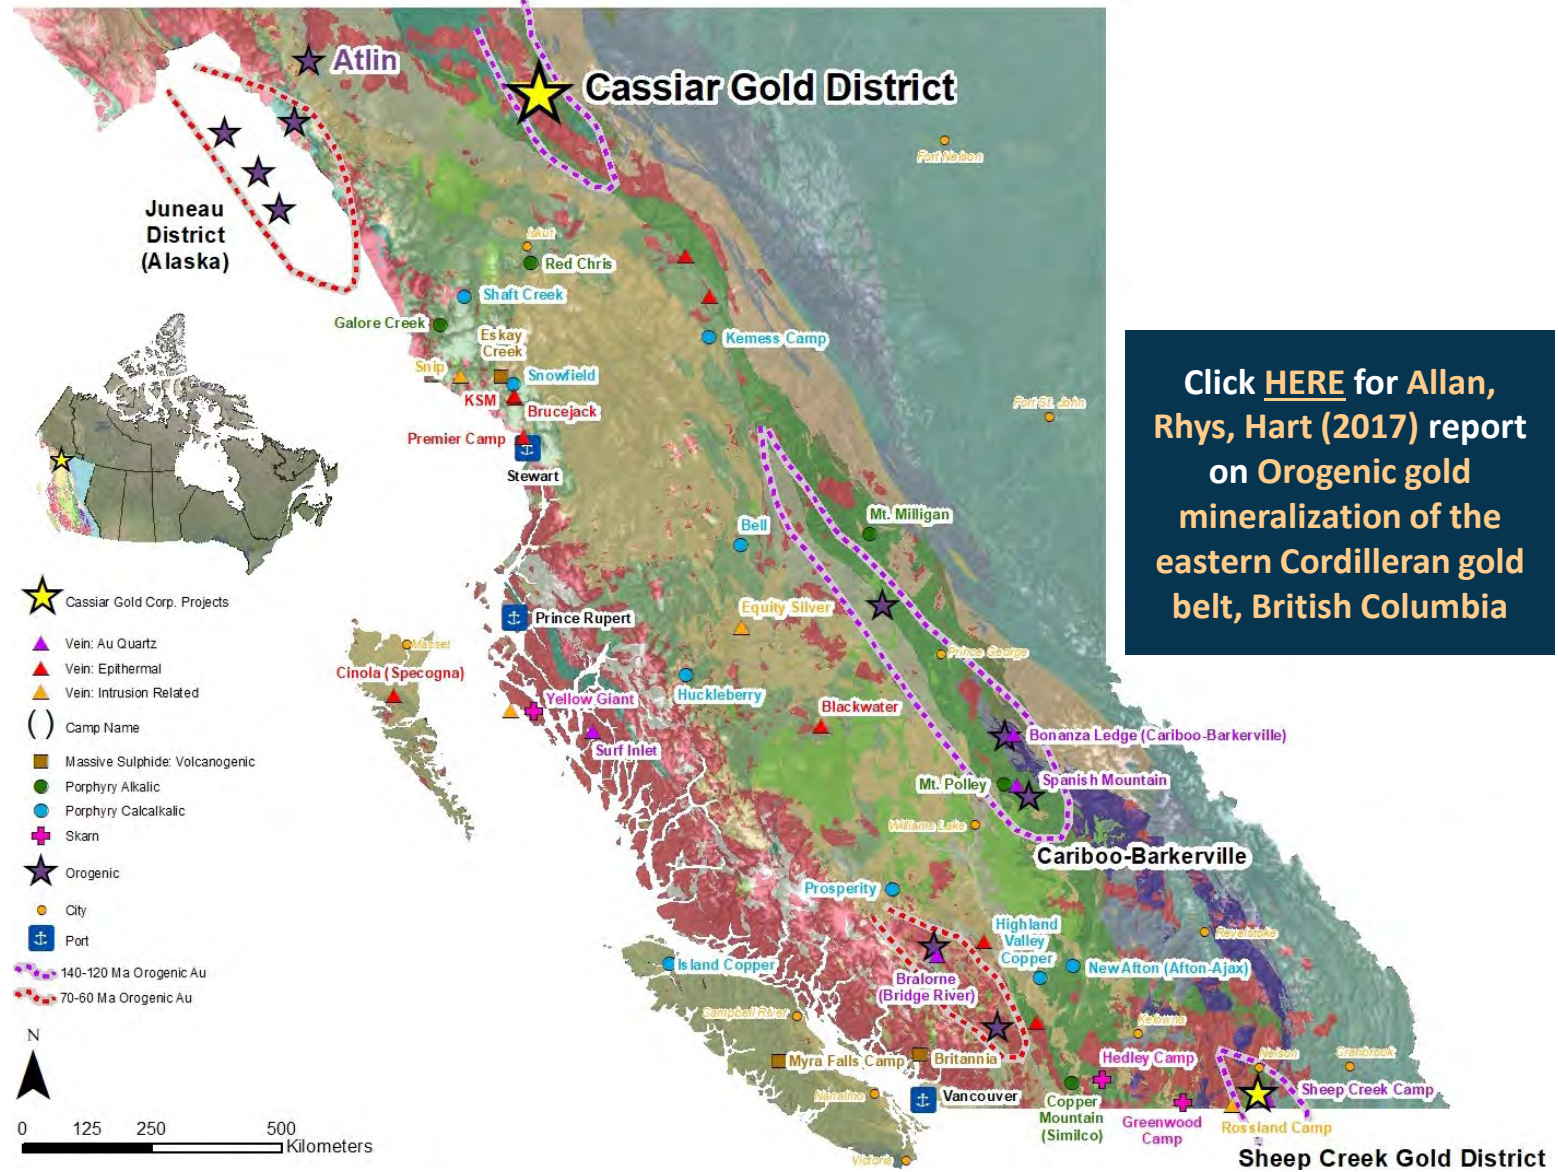 Atlin
Cassiar Gold District
Fort Nelson
Juneau
District
(Alaska)
Iskut
Red Chris
Shaft Creek
Galore Creek
Eskay
Creek
Kemess Camp
Snip
Snowfield
KSM
Brucejack
Fort St. John
Premier Camp
Stewart
Click HERE for Allan,
Rhys, Hart (2017) report
on Orogenic gold
mineralization of the
eastern Cordilleran gold
belt, British Columbia
Mt. Milligan
Bell
Equity Silver
Prince Rupert
Masset
Prince George
Cinola (Specogna)
Huckleberry
Yellow Giant
Blackwater
Surf Inlet
Bonanza Ledge (Cariboo-Barkerville)
Mt. Polley
Spanish Mountain
Williams Lake
Cariboo-Barkerville
Prosperity
Highland
Valley
Copper
Revelstoke
Island Copper
New Afton (Afton-Ajax)
Bralorne
(Bridge River)
Campbell River
Kelowna
Myra Falls Camp
Britannia
Hedley Camp
Nelson
Cranbrook
Nanaimo
Vancouver
Copper
Mountain
(Similco)
Greenwood
Camp
Sheep Creek Camp
Rossland Camp
Victoria
Sheep Creek Gold District
Cassiar Gold Corp. Projects
Vein: Au Quartz
Vein: Epithermal
Vein: Intrusion Related
( ) Camp Name
Massive Sulphide: Volcanogenic
Porphyry Alkalic
Porphyry Calcalkalic
Skarn
Orogenic
City
Port
140-120 Ma Orogenic Au
70-60 Ma Orogenic Au
N
0 125 250 500
Kilometers